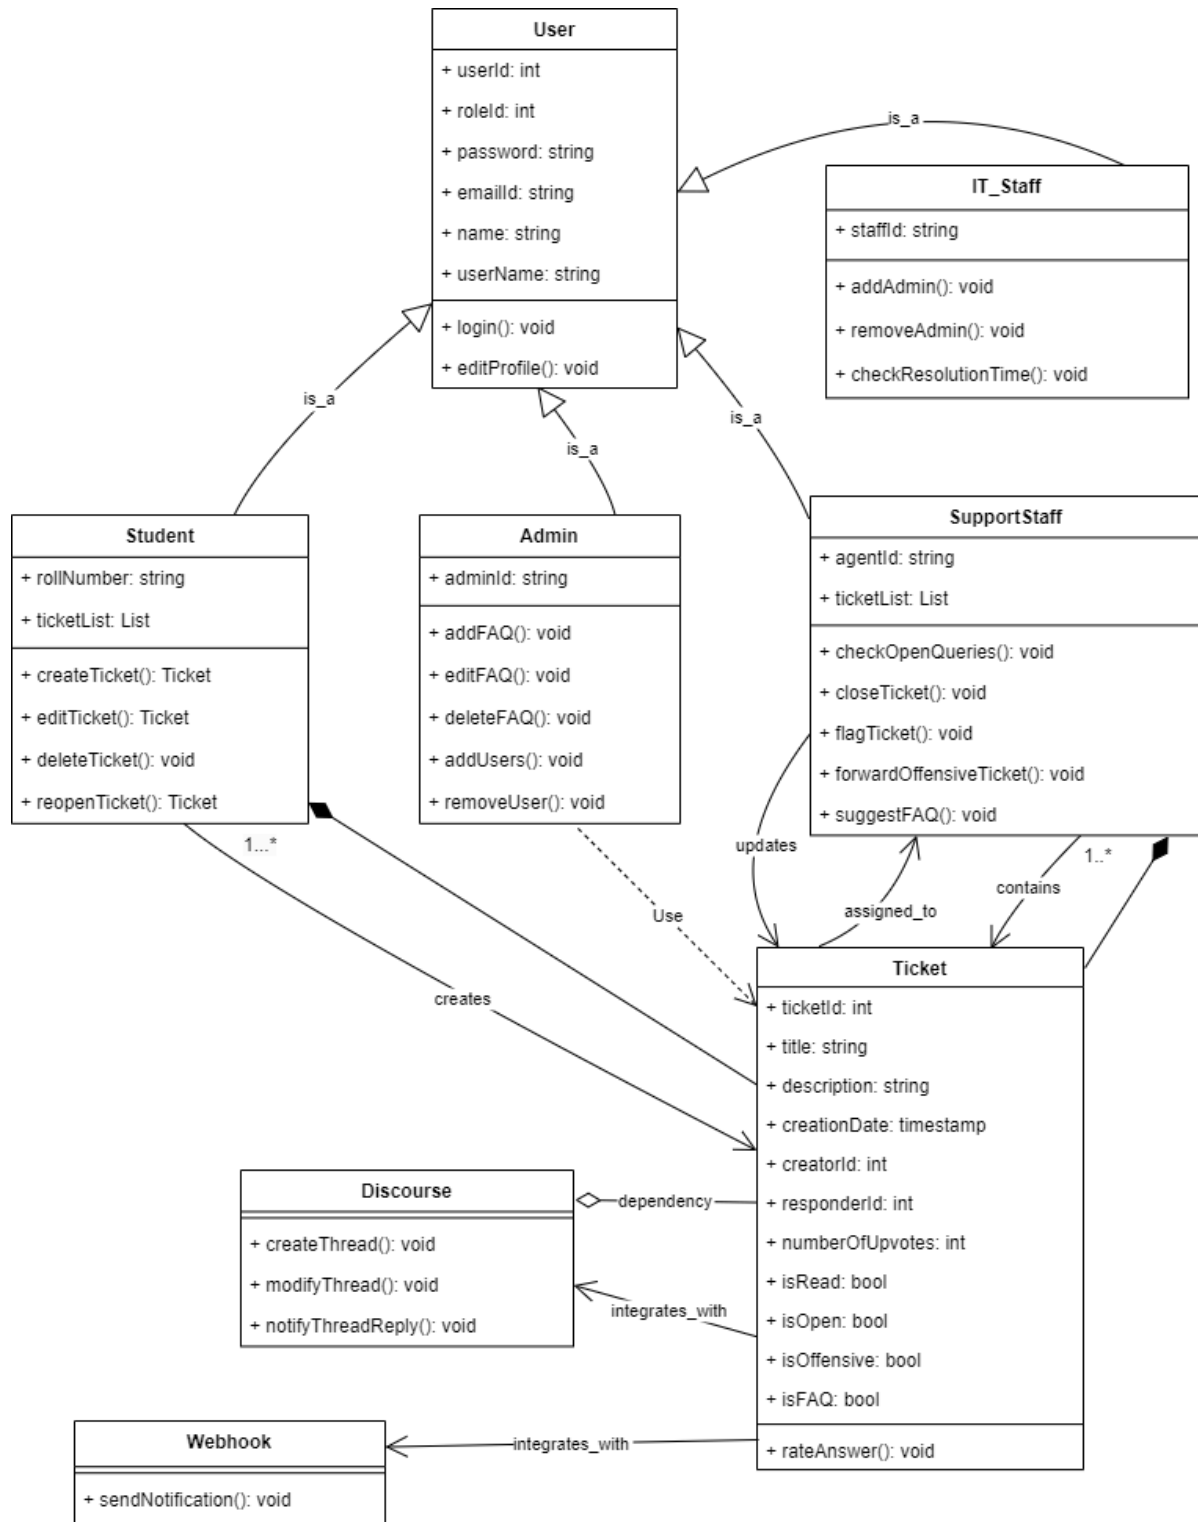 User
+ userId: int
+ roleId: int
+ password: string
+ emailId: string
+ name: string
+ userName: string
+ login(): void
+ editProfile(): void
is_a
IT_Staff
+ staffId: string
+ addAdmin(): void
+ removeAdmin(): void
+ checkResolutionTime(): void
is_a
is_a
is_a
Student
+ rollNumber: string
+ ticketList: List
+ createTicket(): Ticket
+ editTicket(): Ticket
+ deleteTicket(): void
+ reopenTicket(): Ticket
Admin
+ adminId: string
+ addFAQ(): void
+ editFAQ(): void
+ deleteFAQ(): void
+ addUsers(): void
+ removeUser(): void
SupportStaff
+ agentId: string
+ ticketList: List
+ checkOpenQueries(): void
+ closeTicket(): void
+ flagTicket(): void
+ forwardOffensiveTicket(): void
+ suggestFAQ(): void
1...*
updates
1..*
contains
assigned_to
Use
creates
Ticket
+ ticketId: int
+ title: string
+ description: string
+ creationDate: timestamp
+ creatorId: int
+ responderId: int
+ numberOfUpvotes: int
+ isRead: bool
+ isOpen: bool
+ isOffensive: bool
+ isFAQ: bool
+ rateAnswer(): void
Discourse
+ createThread(): void
+ modifyThread(): void
+ notifyThreadReply(): void
dependency
integrates_with
Webhook
+ sendNotification(): void
integrates_with